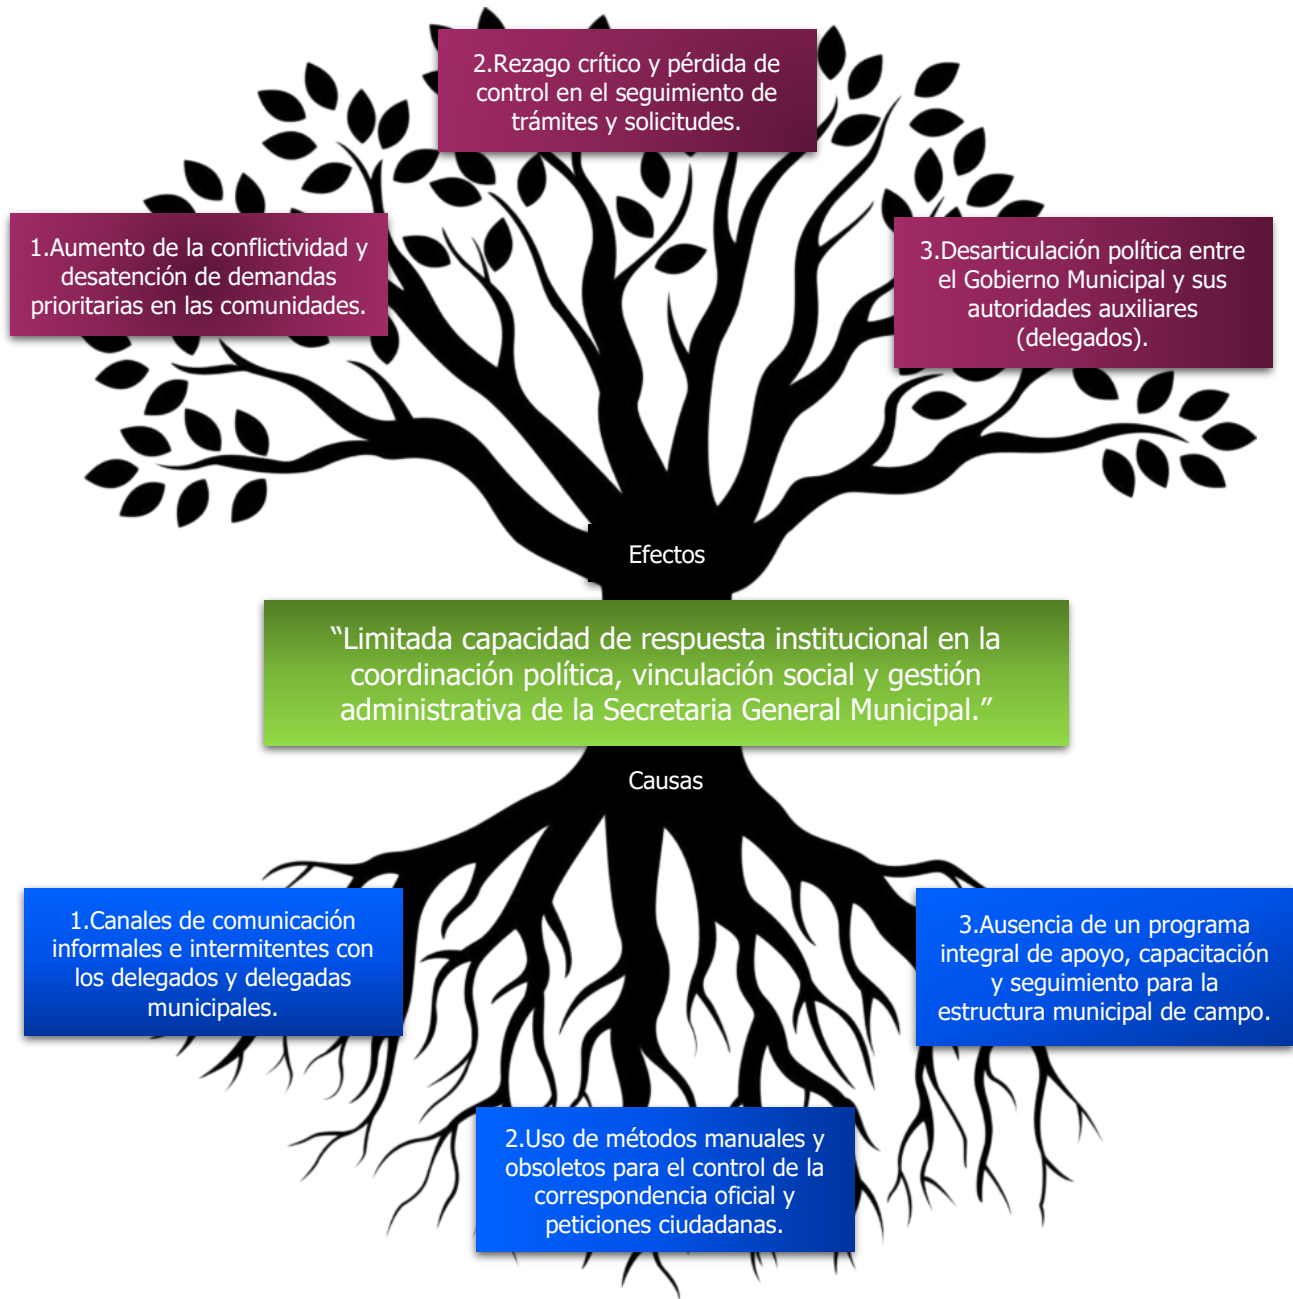 2.Rezago crítico y pérdida de
control en el seguimiento de
trámites y solicitudes.
1.Aumento de la conflictividad y
desatención de demandas
prioritarias en las comunidades.
3.Desarticulación política entre
el Gobierno Municipal y sus
autoridades auxiliares
(delegados).
Efectos
“Limitada capacidad de respuesta institucional en la
coordinación política, vinculación social y gestión
administrativa de la Secretaria General Municipal.”
Causas
1.Canales de comunicación
informales e intermitentes con
los delegados y delegadas
municipales.
3.Ausencia de un programa
integral de apoyo, capacitación
y seguimiento para la
estructura municipal de campo.
2.Uso de métodos manuales y
obsoletos para el control de la
correspondencia oficial y
peticiones ciudadanas.